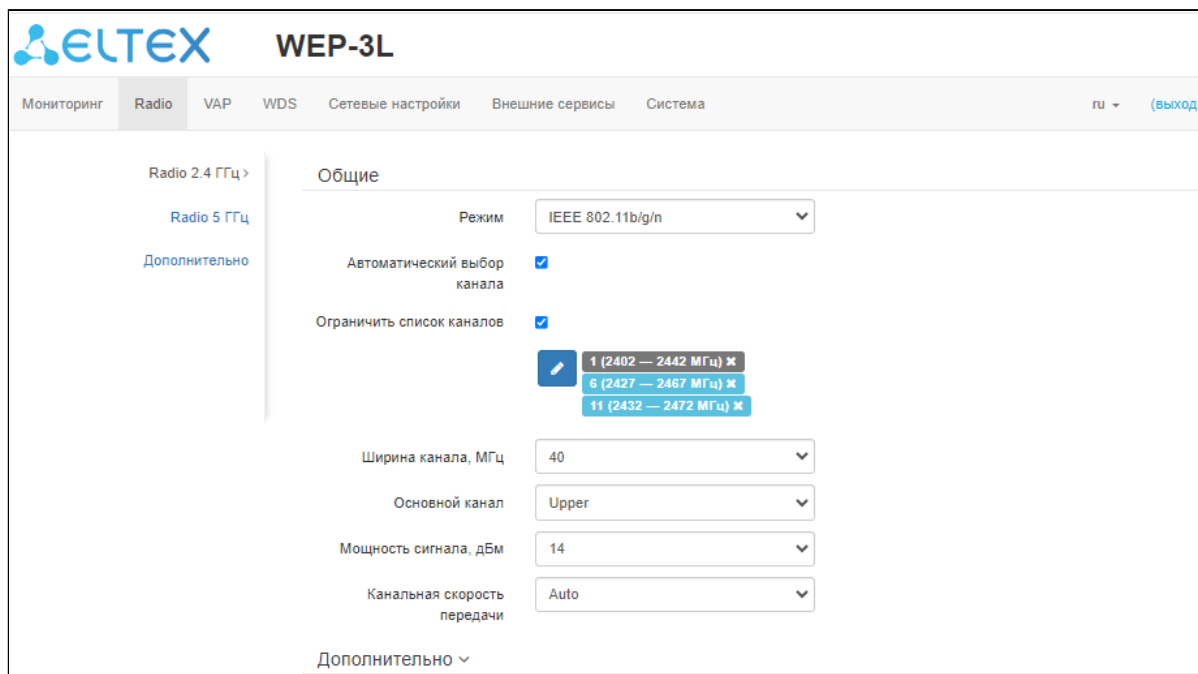 ELTEX WEP-3L
Мониторинг Radio VAP WDS Сетевые настройки Внешние сервисы Система ru (выход
Radio 2.4 ГГц >
Radio 5 ГГц
Дополнительно
Общие
Режим IEEE 802.11b/g/n
Автоматический выбор
канала
Ограничить список каналов
1 (2402 — 2442 МГц) ✖
6 (2427 — 2467 МГц) ✖
11 (2432 — 2472 МГц) ✖
Ширина канала, МГц 40
Основной канал Upper
Мощность сигнала, дБм 14
Канальная скорость Auto
передачи
Дополнительно